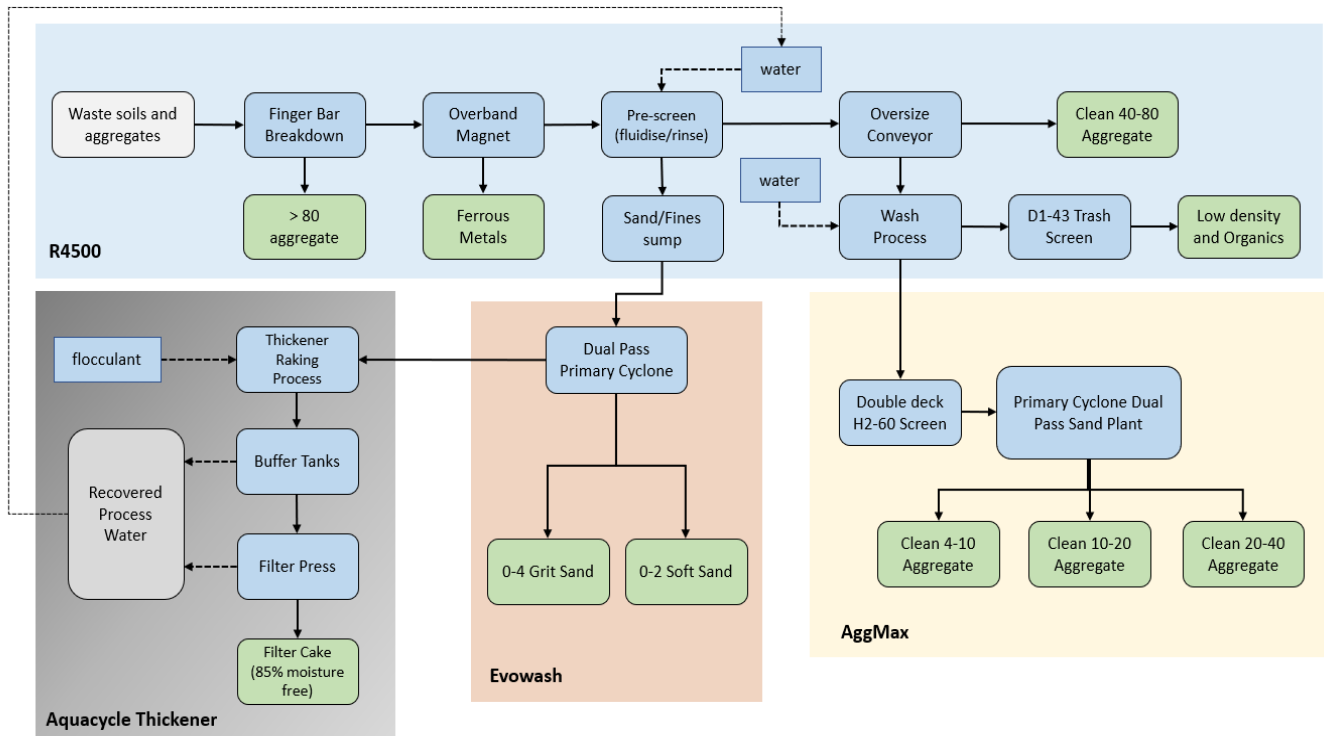 water
Waste soils and
aggregates
Finger Bar
Breakdown
Overband
Magnet
Pre-screen
(fluidise/rinse)
Oversize
Conveyor
Clean 40-80
Aggregate
water
> 80
aggregate
Ferrous
Metals
Sand/Fines
sump
Wash
Process
D1-43 Trash
Screen
Low density
and Organics
R4500
flocculant
Thickener
Raking
Process
Buffer Tanks
Recovered
Process
Water
Filter Press
Filter Cake
(85% moisture
free)
Aquacycle Thickener
Dual Pass
Primary Cyclone
0-4 Grit Sand
0-2 Soft Sand
Evowash
Double deck
H2-60 Screen
Primary Cyclone Dual
Pass Sand Plant
Clean 4-10
Aggregate
Clean 10-20
Aggregate
Clean 20-40
Aggregate
AggMax